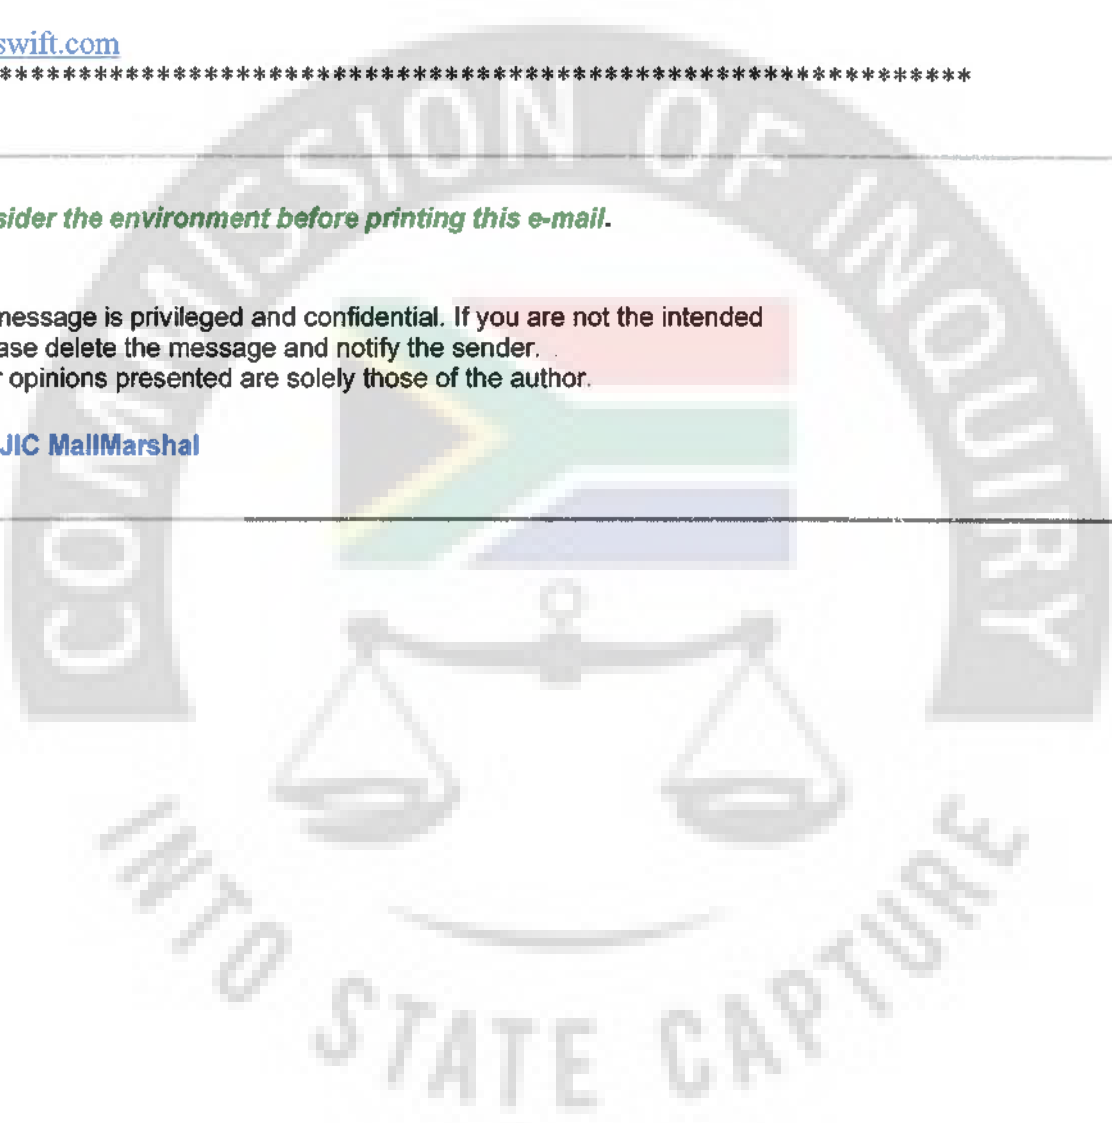 swift.com
*************************************************************
sider the environment before printing this e-mail.
message is privileged and confidential. If you are not the intended
ase delete the message and notify the sender.
r opinions presented are solely those of the author.
JIC MailMarshal
COMMISSION OF INQUIRY
INTO STATE CAPTURE